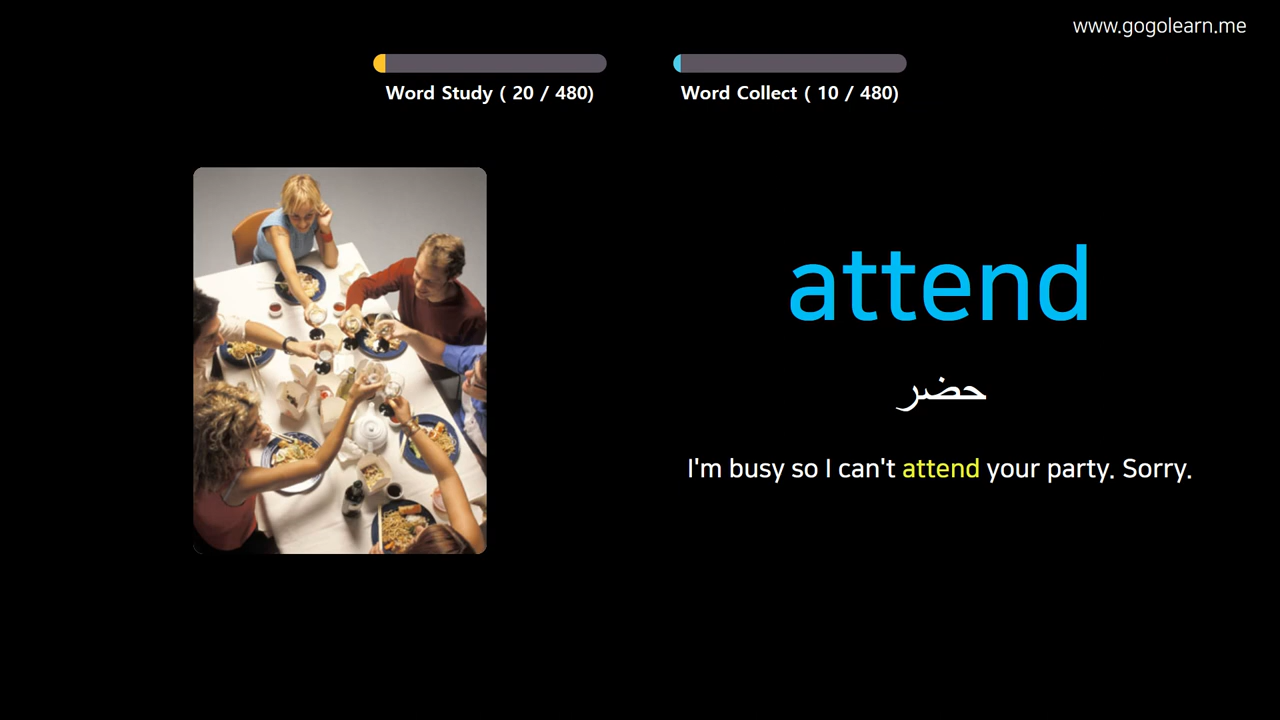 www.gogolearn.me
Word Study ( 20 / 480)
Word Collect ( 10 / 480)
attend
حضر
I'm busy so I can't attend your party. Sorry.